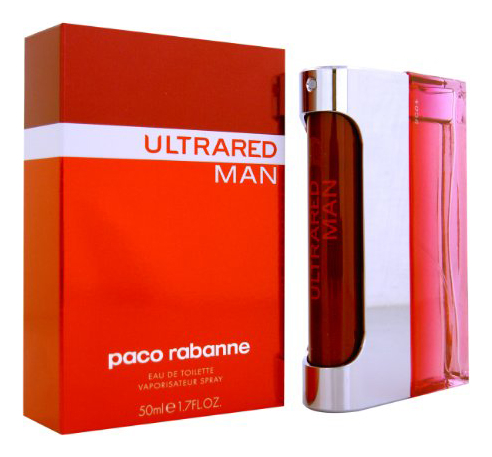 ULTRARED
MAN
paco rabanne
EAU DE TOILETTE
VAPORISATEUR SPRAY
50ml e 1,7FL.OZ.
ULTRARED
MAN